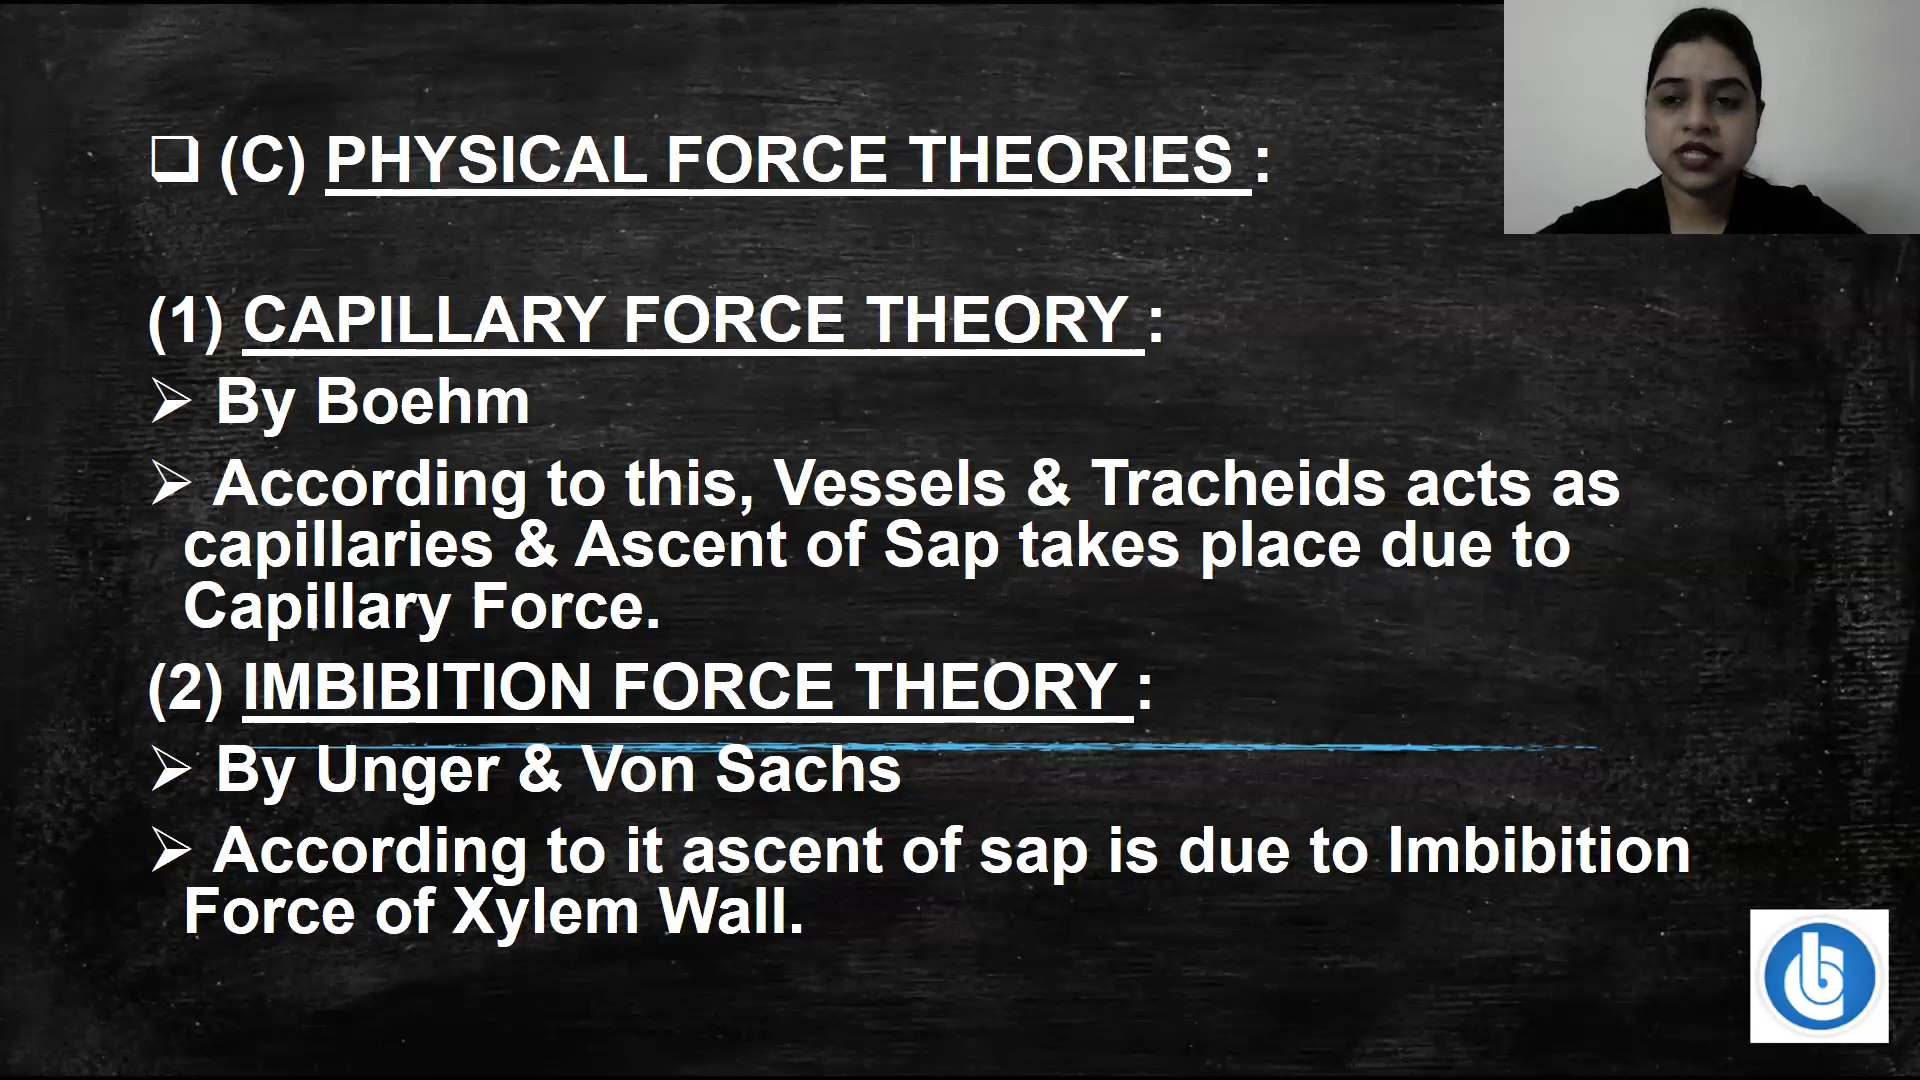 ❑ (C) PHYSICAL FORCE THEORIES :
(1) CAPILLARY FORCE THEORY :
➢ By Boehm
➢ According to this, Vessels & Tracheids acts as
capillaries & Ascent of Sap takes place due to
Capillary Force.
(2) IMBIBITION FORCE THEORY :
➢ By Unger & Von Sachs
➢ According to it ascent of sap is due to Imbibition
Force of Xylem Wall.